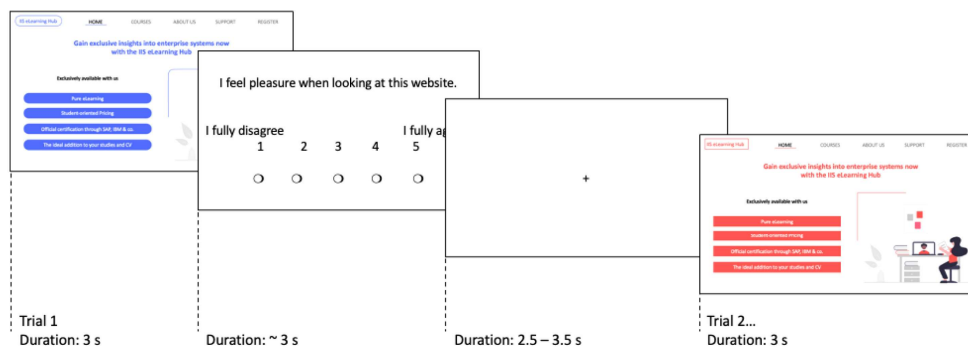 IIS eLearning Hub
HOME COURSES ABOUT US SUPPORT REGISTER
Gain exclusive insights into enterprise systems now
with the IIS eLearning Hub
Exclusively available with us
Pure eLearning
Student-oriented Pricing
Official certification through SAP, IBM & co.
The ideal addition to your studies and CV
I feel pleasure when looking at this website.
I fully disagree I fully ag
1 2 3 4 5
+
IIS eLearning Hub
HOME COURSES ABOUT US SUPPORT REGISTER
Gain exclusive insights into enterprise systems now
with the IIS eLearning Hub
Exclusively available with us
Pure eLearning
Student-oriented Pricing
Official certification through SAP, IBM & co.
The ideal addition to your studies and CV
Trial 1
Duration: 3 s
Duration: ~ 3 s
Duration: 2.5 – 3.5 s
Trial 2...
Duration: 3 s